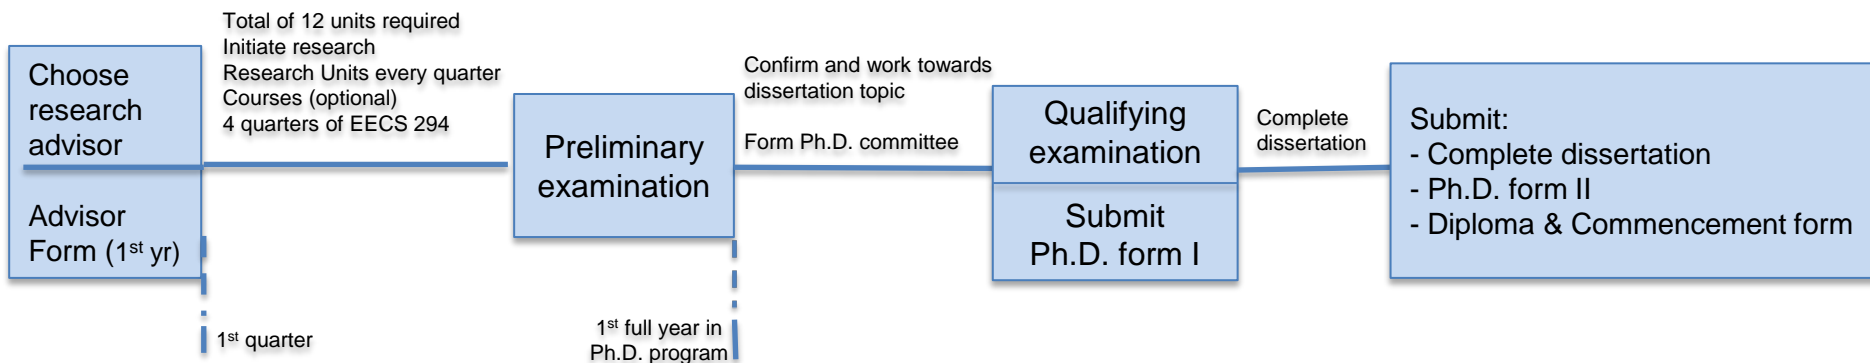 Choose
research
advisor
Advisor
Form (1st yr)
1st quarter
Total of 12 units required
Initiate research
Research Units every quarter
Courses (optional)
4 quarters of EECS 294
Preliminary
examination
1st full year in
Ph.D. program
Confirm and work towards
dissertation topic
Form Ph.D. committee
Qualifying
examination
Submit
Ph.D. form I
Complete
dissertation
Submit:
- Complete dissertation
- Ph.D. form II
- Diploma & Commencement form